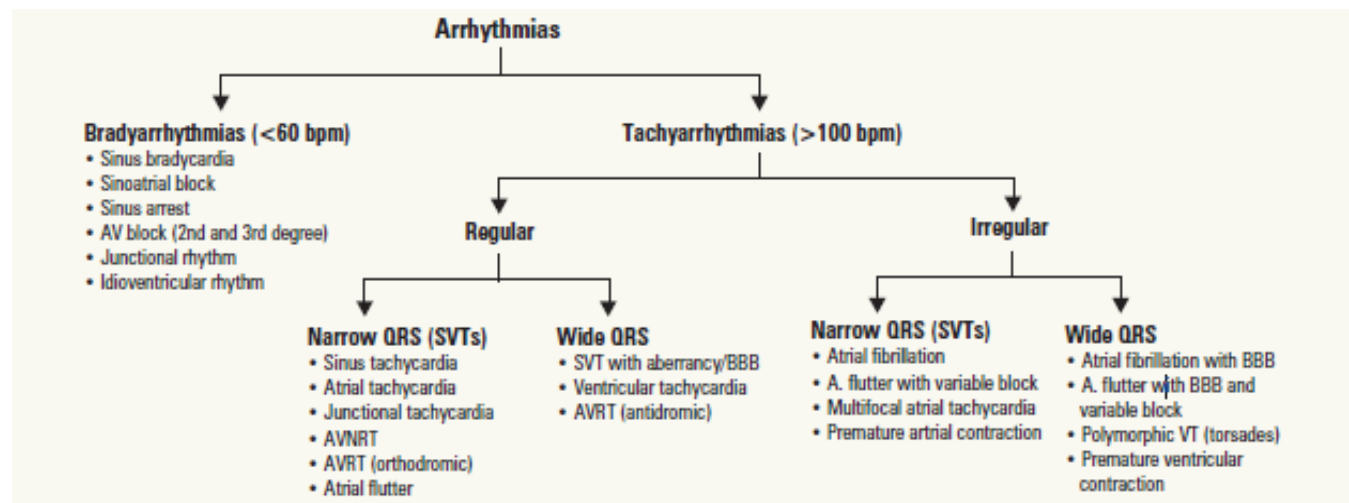 Arrhythmias
Bradyarrhythmias (<60 bpm)
• Sinus bradycardia
• Sinoatrial block
• Sinus arrest
• AV block (2nd and 3rd degree)
• Junctional rhythm
• Idioventricular rhythm
Tachyarrhythmias (>100 bpm)
Regular
Narrow QRS (SVTs)
• Sinus tachycardia
• Atrial tachycardia
• Junctional tachycardia
• AVNRT
• AVRT (orthodromic)
• Atrial flutter
Wide QRS
• SVT with aberrancy/BBB
• Ventricular tachycardia
• AVRT (antidromic)
Irregular
Narrow QRS (SVTs)
• Atrial fibrillation
• A. flutter with variable block
• Multifocal atrial tachycardia
• Premature artrial contraction
Wide QRS
• Atrial fibrillation with BBB
• A. flutter with BBB and
variable block
• Polymorphic VT (torsades)
• Premature ventricular
contraction